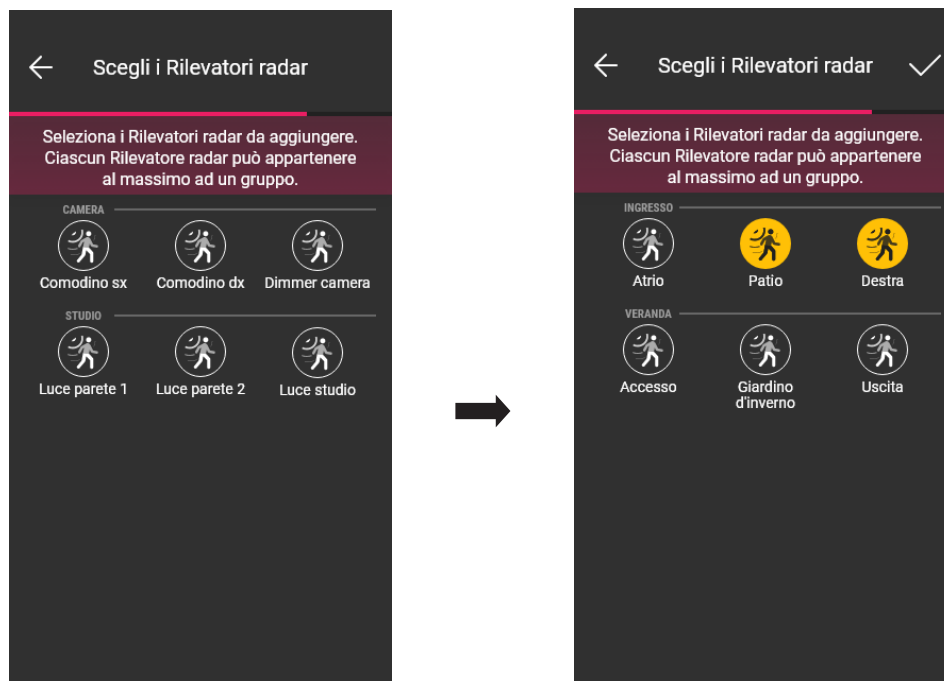 Scegli i Rilevatori radar
Seleziona i Rilevatori radar da aggiungere.
Ciascun Rilevatore radar può appartenere
al massimo ad un gruppo.
CAMERA
Comodino sx Comodino dx Dimmer camera
STUDIO
Luce parete 1 Luce parete 2 Luce studio
Scegli i Rilevatori radar
Seleziona i Rilevatori radar da aggiungere.
Ciascun Rilevatore radar può appartenere
al massimo ad un gruppo.
INGRESSO
Atrio Patio Destra
VERANDA
Accesso Giardino Uscita
d'inverno